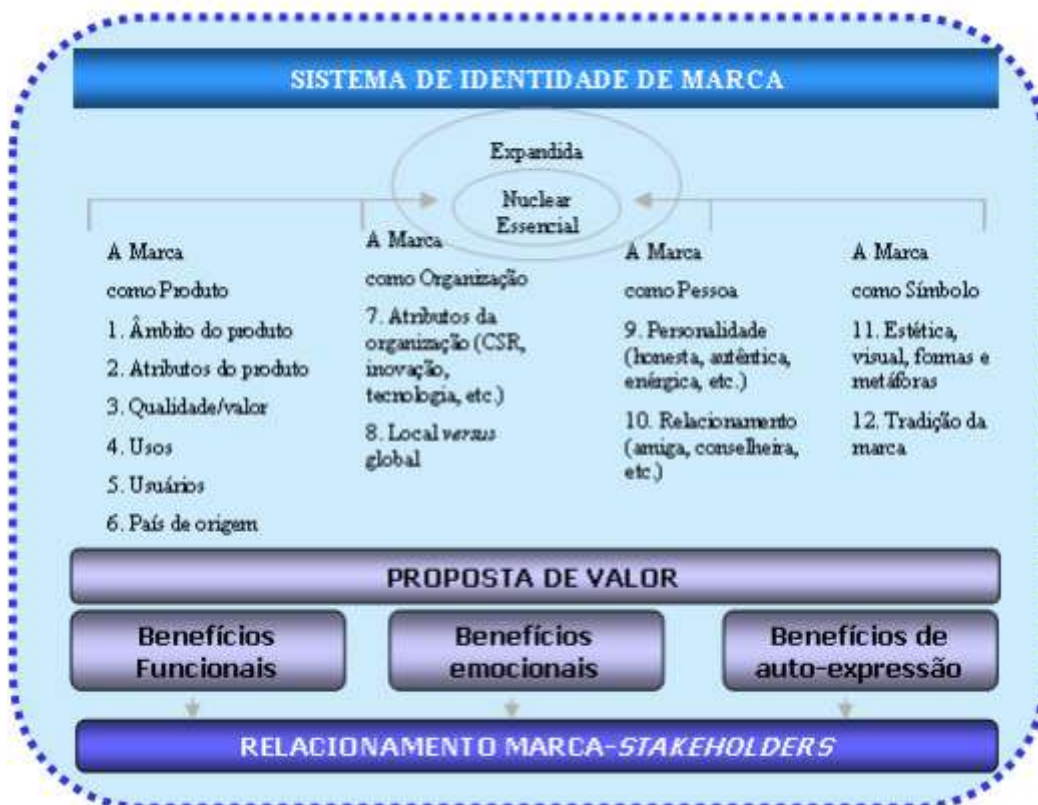 SISTEMA DE IDENTIDADE DE MARCA
Expandida
Nuclear
Essencial
A Marca
como Produto
1. Âmbito do produto
2. Atributos do produto
3. Qualidade/valor
4. Usos
5. Usuários
6. País de origem
A Marca
como Organização
7. Atributos da
organização (CSR,
inovação,
tecnologia, etc.)
8. Local versus
global
A Marca
como Pessoa
9. Personalidade
(honesta, autêntica,
enérgica, etc.)
10. Relacionamento
(amiga, conselheira,
etc.)
A Marca
como Símbolo
11. Estética,
visual, formas e
metáforas
12. Tradição da
marca
PROPOSTA DE VALOR
Benefícios
Funcionais
Benefícios
emocionais
Benefícios de
auto-expressão
RELACIONAMENTO MARCA-STAKEHOLDERS